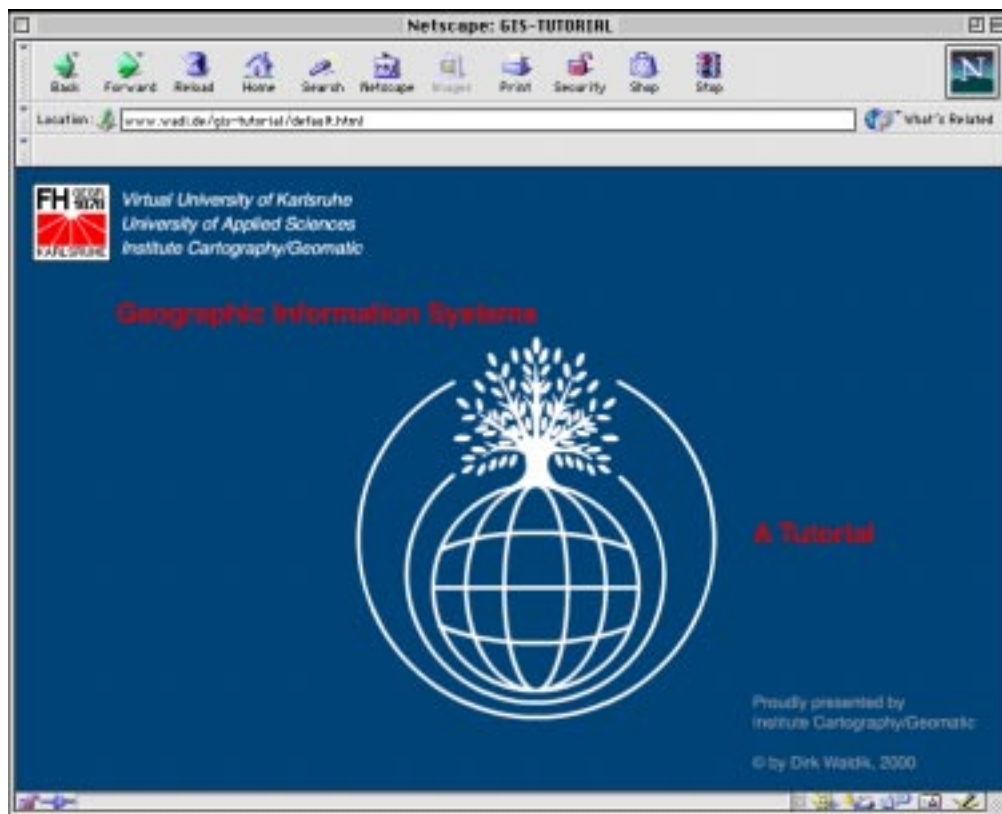 Netscape: GIS-TUTORIAL
Back Forward Reload Home Search Netscape Images Print Security Shop Stop
Location: www.wadi.de/gis-tutorial/default.html What's Related
FH
KARLSRUHE
Virtual University of Karlsruhe
University of Applied Sciences
Institute Cartography/Geomatic
Geographic Information Systems
A Tutorial
Proudly presented by
Institute Cartography/Geomatic
© by Dirk Waldik, 2000